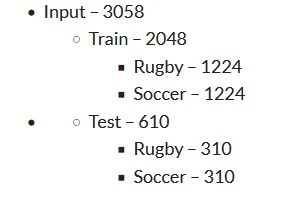 Input – 3058
Train – 2048
Rugby – 1224
Soccer – 1224
Test – 610
Rugby – 310
Soccer – 310